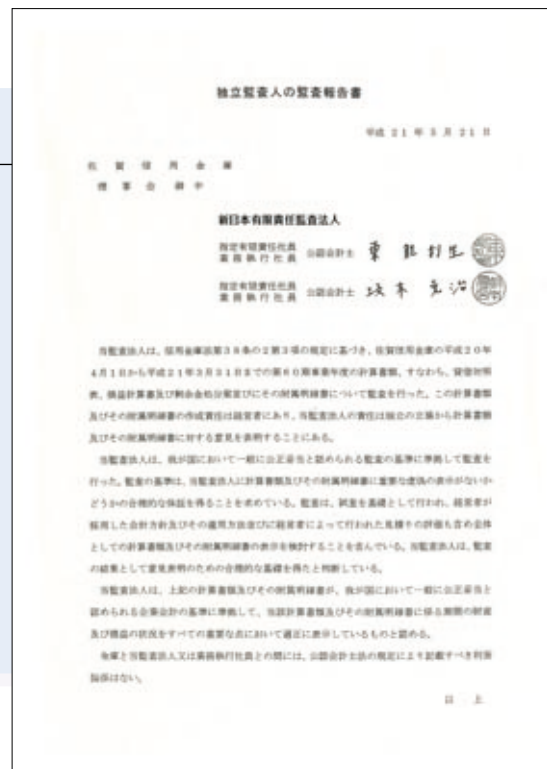 独立監査人の監査報告書
平成21年5月21日
佐賀信用金庫
理事会 御中
新日本有限責任監査法人
指定有限責任社員
業務執行社員 公認会計士
指定有限責任社員
業務執行社員 公認会計士 坂本
当監査法人は、信用金庫法第38条の2第3項の規定に基づき、佐賀信用金庫の平成20年
4月1日から平成21年3月31日までの第60期事業年度の計算書類、すなわち、貸借対照
表、損益計算書及び剰余金処分案並びにその附属明細書について監査を行った。この計算書類
及びその附属明細書の作成責任は経営者にあり、当監査法人の責任は独立の立場から計算書類
及びその附属明細書に対する意見を表明することにある。
当監査法人は、我が国において一般に公正妥当と認められる監査の基準に準拠して監査を
行った。監査の基準は、当監査法人に計算書類及びその附属明細書に重要な虚偽の表示がないか
どうかの合理的な保証を得ることを求めている。監査は、試査を基礎として行われ、経営者が
採用した会計方針及びその適用方法並びに経営者によって行われた見積りの評価も含め全体
としての計算書類及びその附属明細書の表示を検討することを含んでいる。当監査法人は、監査
の結果として意見表明のための合理的な基礎を得たと判断している。
当監査法人は、上記の計算書類及びその附属明細書が、我が国において一般に公正妥当と
認められる企業会計の基準に準拠して、当該計算書類及びその附属明細書に係る期間の財産
及び損益の状況をすべての重要な点において適正に表示しているものと認める。
金庫と当監査法人又は業務執行社員との間には、公認会計士法の規定により記載すべき利害
関係はない。
以 上